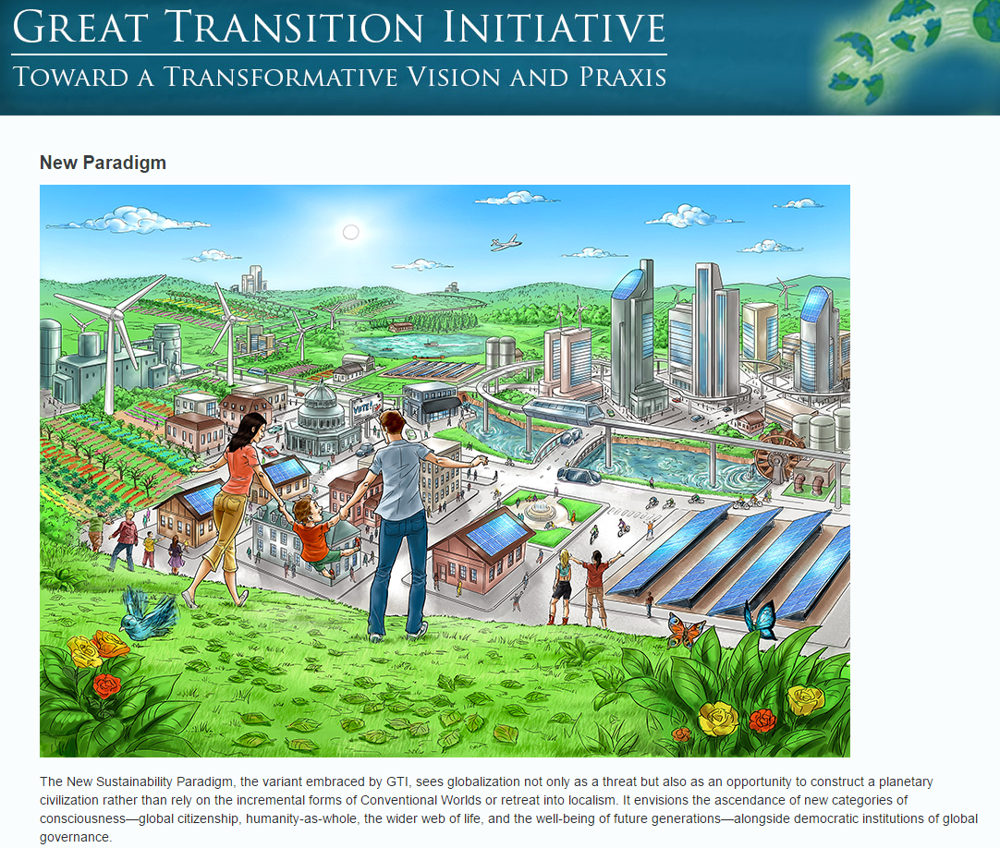 GREAT TRANSITION INITIATIVE
TOWARD A TRANSFORMATIVE VISION AND PRAXIS
New Paradigm
VOTE!
The New Sustainability Paradigm, the variant embraced by GTI, sees globalization not only as a threat but also as an opportunity to construct a planetary
civilization rather than rely on the incremental forms of Conventional Worlds or retreat into localism. It envisions the ascendance of new categories of
consciousness—global citizenship, humanity-as-whole, the wider web of life, and the well-being of future generations—alongside democratic institutions of global
governance.